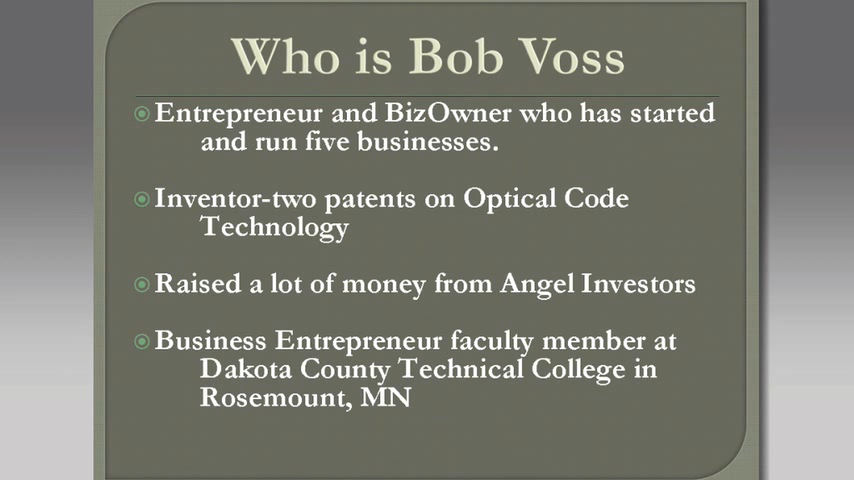 Who is Bob Voss
Entrepreneur and BizOwner who has started
and run five businesses.
Inventor-two patents on Optical Code
Technology
Raised a lot of money from Angel Investors
Business Entrepreneur faculty member at
Dakota County Technical College in
Rosemount, MN